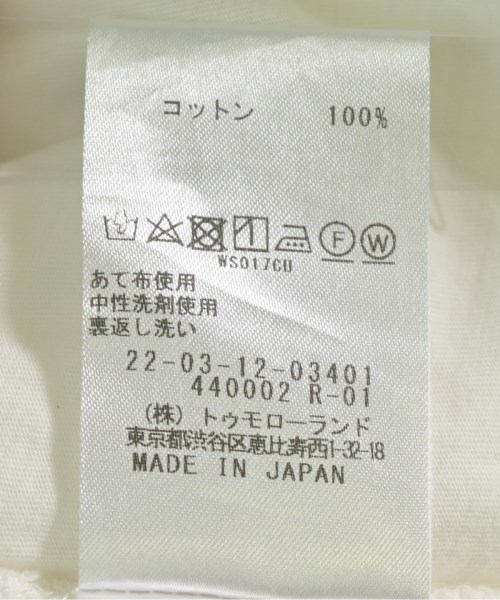 コットン 100%
F W
WS017CU
あて布使用
中性洗剤使用
裏返し洗い
22-03-12-03401
440002 R-01
(株) トゥモローランド
東京都渋谷区恵比寿西1-32-18
MADE IN JAPAN